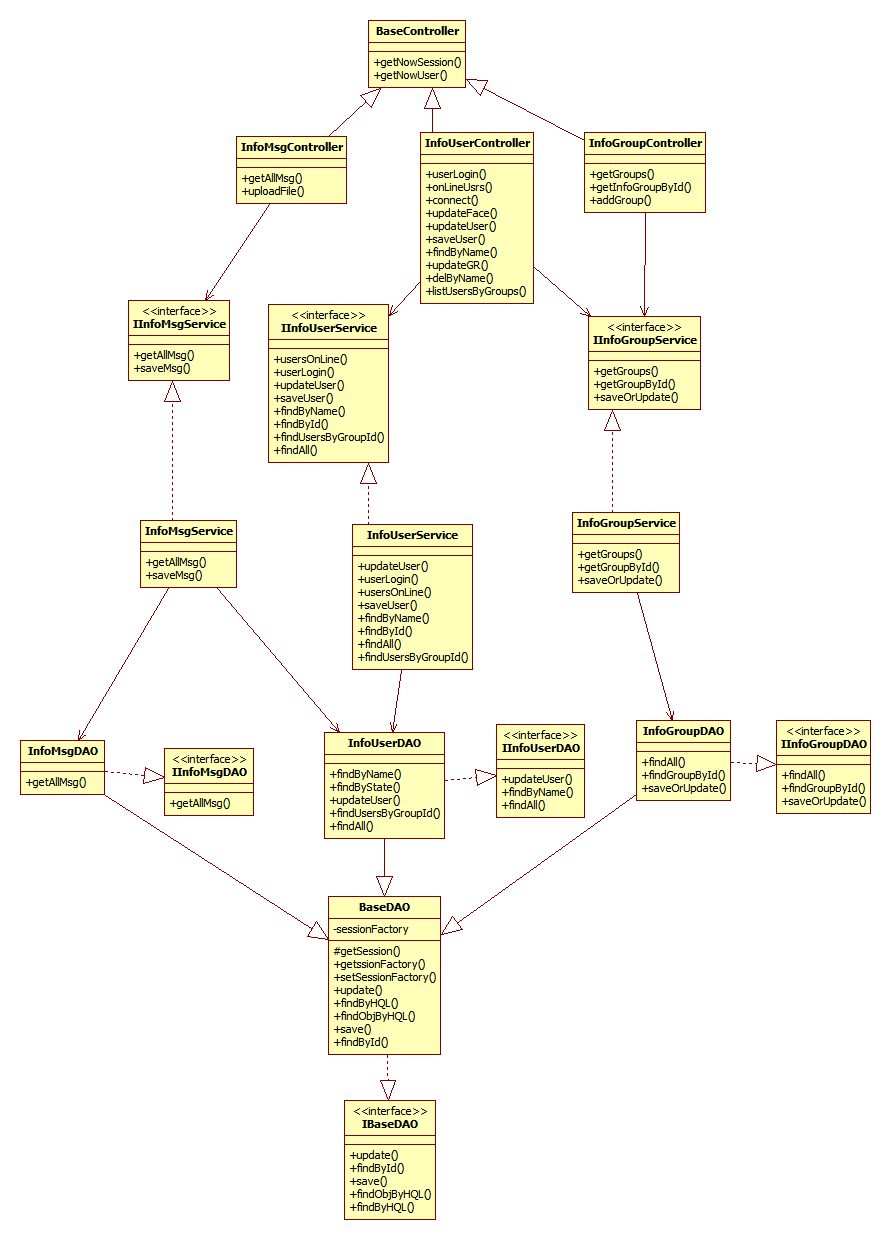 BaseController
+getNowSession()
+getNowUser()
InfoMsgController
+getAllMsg()
+uploadFile()
InfoUserController
+userLogin()
+onLineUsrs()
+connect()
+updateFace()
+updateUser()
+saveUser()
+findByName()
+updateGR()
+delByName()
+listUsersByGroups()
InfoGroupController
+getGroups()
+getInfoGroupById()
+addGroup()
<<interface>>
IInfoMsgService
+getAllMsg()
+saveMsg()
<<interface>>
IInfoUserService
+usersOnLine()
+userLogin()
+updateUser()
+saveUser()
+findByName()
+findById()
+findUsersByGroupId()
+findAll()
<<interface>>
IInfoGroupService
+getGroups()
+getGroupById()
+saveOrUpdate()
InfoMsgService
+getAllMsg()
+saveMsg()
InfoUserService
+updateUser()
+userLogin()
+usersOnLine()
+saveUser()
+findByName()
+findById()
+findAll()
+findUsersByGroupId()
InfoGroupService
+getGroups()
+getGroupById()
+saveOrUpdate()
InfoMsgDAO
+getAllMsg()
<<interface>>
IInfoMsgDAO
+getAllMsg()
InfoUserDAO
+findByName()
+findByState()
+updateUser()
+findUsersByGroupId()
+findAll()
<<interface>>
IInfoUserDAO
+updateUser()
+findByName()
+findAll()
InfoGroupDAO
+findAll()
+findGroupById()
+saveOrUpdate()
<<interface>>
IInfoGroupDAO
+findAll()
+findGroupById()
+saveOrUpdate()
BaseDAO
-sessionFactory
#getSession()
+getssionFactory()
+setSessionFactory()
+update()
+findByHQL()
+findObjByHQL()
+save()
+findById()
<<interface>>
IBaseDAO
+update()
+findById()
+save()
+findObjByHQL()
+findByHQL()